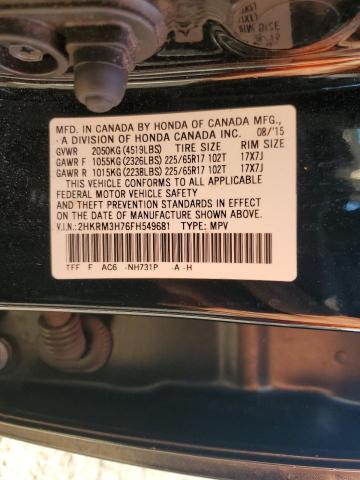 MFD. IN CANADA BY HONDA OF CANADA MFG.,
A DIVISION OF HONDA CANADA INC. 08/'15
GVWR 2050KG (4519LBS) TIRE SIZE RIM SIZE
GAWR F 1055KG (2326LBS) 225/65R17 102T 17X7J
GAWR R 1015KG (2238LBS) 225/65R17 102T 17X7J
THIS VEHICLE CONFORMS TO ALL APPLICABLE
FEDERAL MOTOR VEHICLE SAFETY
AND THEFT PREVENTION STANDARDS IN EFFECT
ON THE DATE OF MANUFACTURE SHOWN ABOVE.
V.I.N.: 2HKRM3H76FH549681 TYPE: MPV
TFF F AC6 -NH731P -A -H